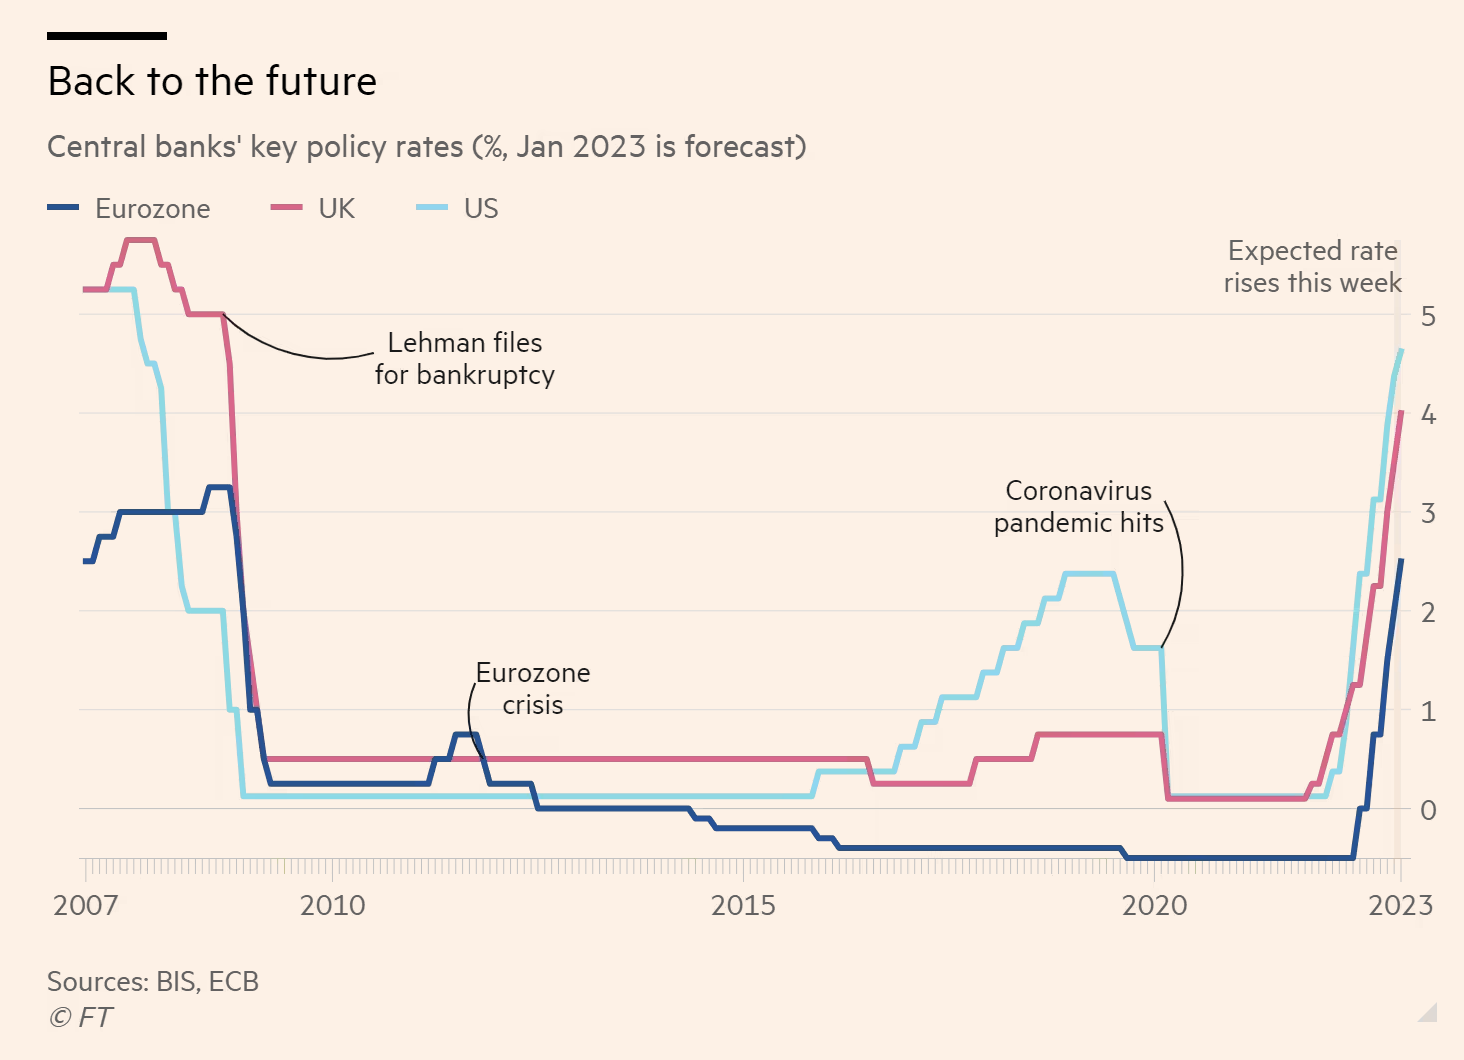 Back to the future
Central banks' key policy rates (%, Jan 2023 is forecast)
Eurozone UK US
Expected rate
rises this week
5
Lehman files
for bankruptcy
4
Coronavirus
pandemic hits
3
2
Eurozone
crisis
1
0
2007 2010 2015 2020 2023
Sources: BIS, ECB
© FT